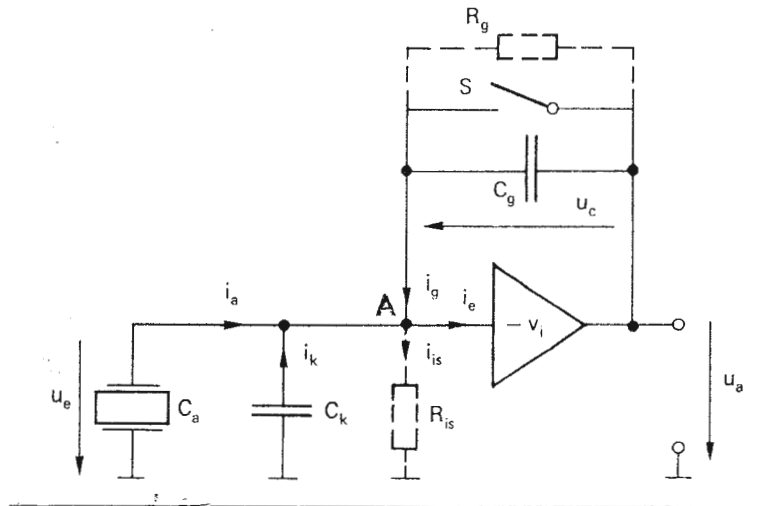 R_g
S
C_g
u_c
i_a
A
i_g
i_e
i_k
i_is
- v_i
u_e
C_a
C_k
R_is
u_a